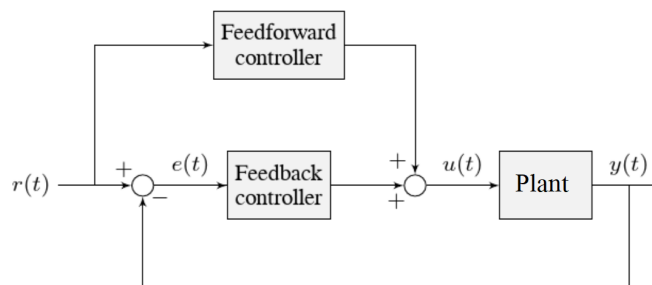 Feedforward
controller
r(t)
+
−
e(t)
Feedback
controller
+
+
u(t)
Plant
y(t)